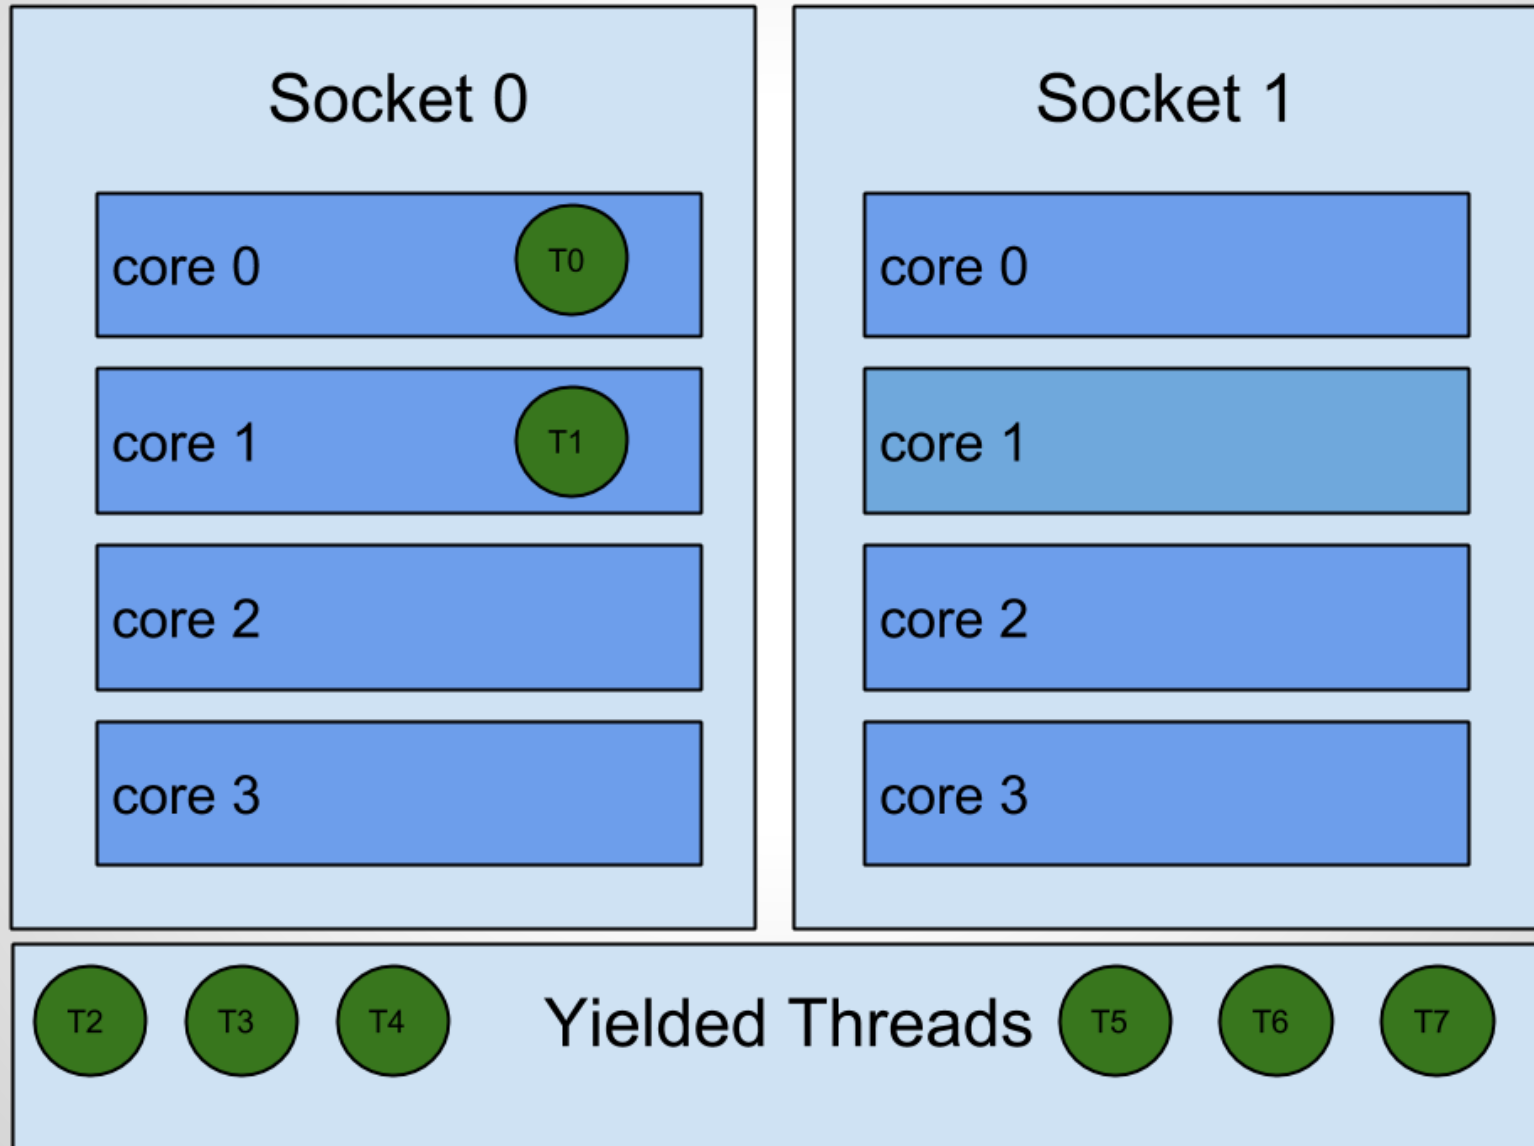 Socket 0
core 0
T0
core 1
T1
core 2
core 3
Socket 1
core 0
core 1
core 2
core 3
T2 T3 T4 Yielded Threads T5 T6 T7